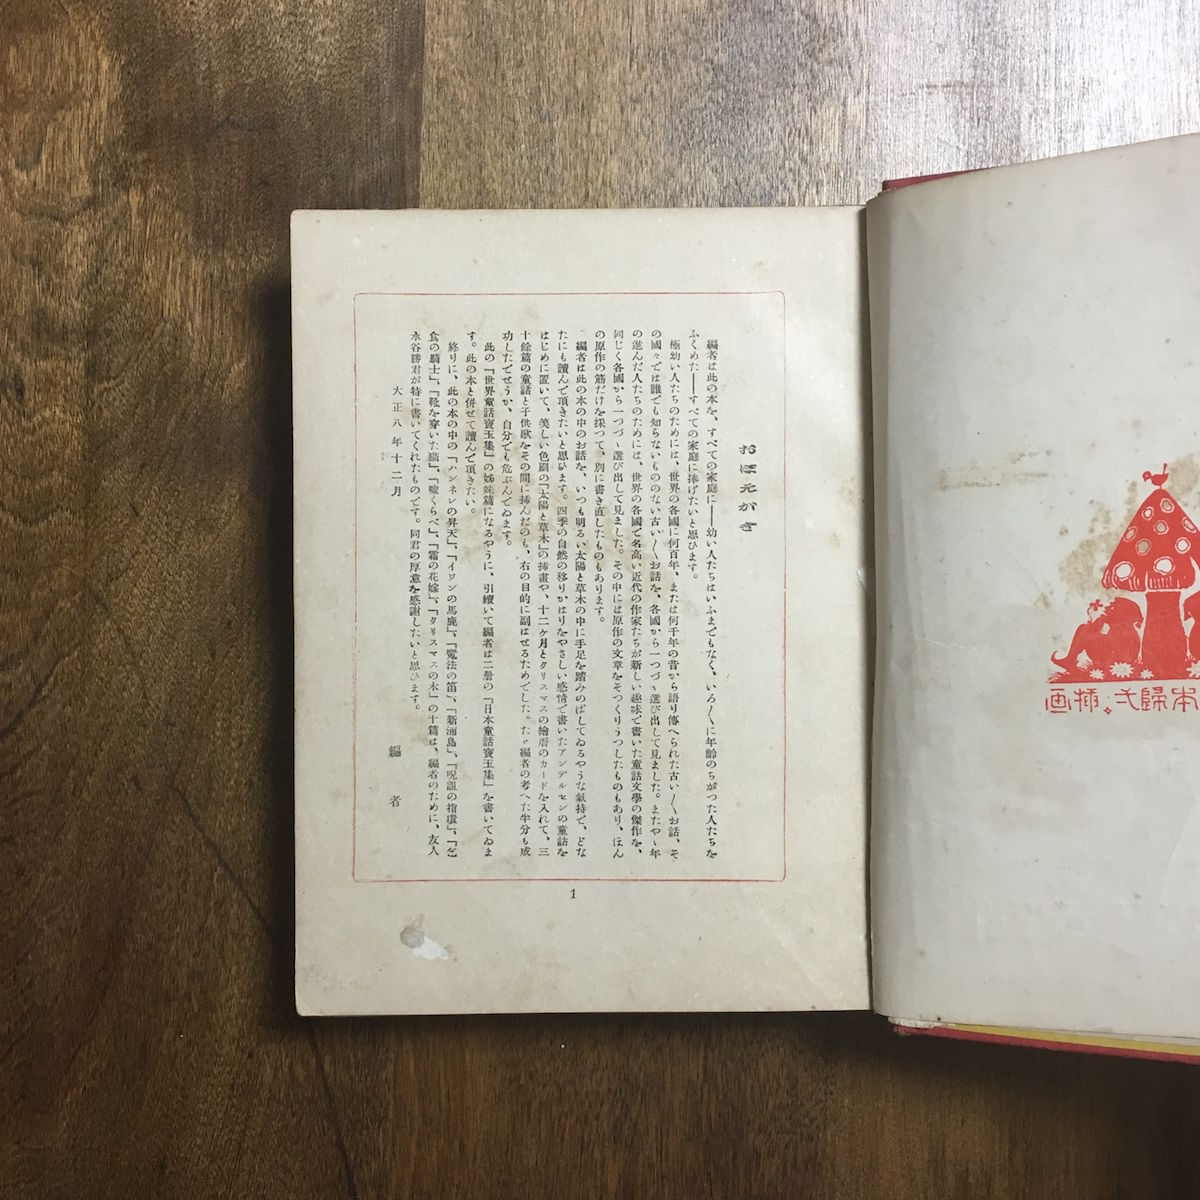 おぼえがき
編者は此の本を、すべての家庭に――幼い人たちはいふまでもなく、いろ〳〵に年齢のちがつた人たちを
ふくめた――すべての家庭に捧げたいと思ひます。
極幼い人たちのためには、世界の各國に何百年、または何千年の昔から語り傳へられた古い〳〵お話、そ
の國々では誰でも知らないもののない古い〳〵お話を、各國から一つづゝ選び出して見ました。またやゝ年
の進んだ人たちのためには、世界の各國で名高い近代の作家たちが新しい趣味で書いた童話文學の傑作を、
同じく各國から一つづゝ選び出して見ました。その中には原作の文章をそつくりうつしたものもあり、ほん
の原作の筋だけを採つて、別に書き直したものもあります。
編者は此の本の中のお話を、いつも明るい太陽と草木の中に手足を踏みのばしてゐるやうな氣持で、どな
たにも讀んで頂きたいと思ひます。四季の自然の移りかはりをやさしい感情で書いたアンデルセンの童話を
はじめに置いて、美しい色刷の「太陽と草木」の挿畫や、十二ヶ月とクリスマスの繪暦のカードを入れて、三
十餘篇の童話と子供歌をその間に挿んだのも、右の目的に副はせるためでした。たゞ編者の考へた半分も成
功したでせうか、自分でも危ぶんでゐます。
此の『世界童話寶玉集』の姉妹篇になるやうに、引續いて編者は二册の『日本童話寶玉集』を書いてゐま
す。此の本と併せて讀んで頂きたい。
終りに、此の本の中の「ハンネレの昇天」、「イワンの馬鹿」、「魔法の笛」、「新浦島」、「呪詛の指環」、「乞
食の騎士」、「靴を穿いた猫」、「嘘くらべ」、「霜の花嫁」、「クリスマスの木」の十篇は、編者のために、友人
水谷勝君が特に書いてくれたものです。同君の厚意を感謝したいと思ひます。
大正八年十二月
編者
1
画挿
本歸一